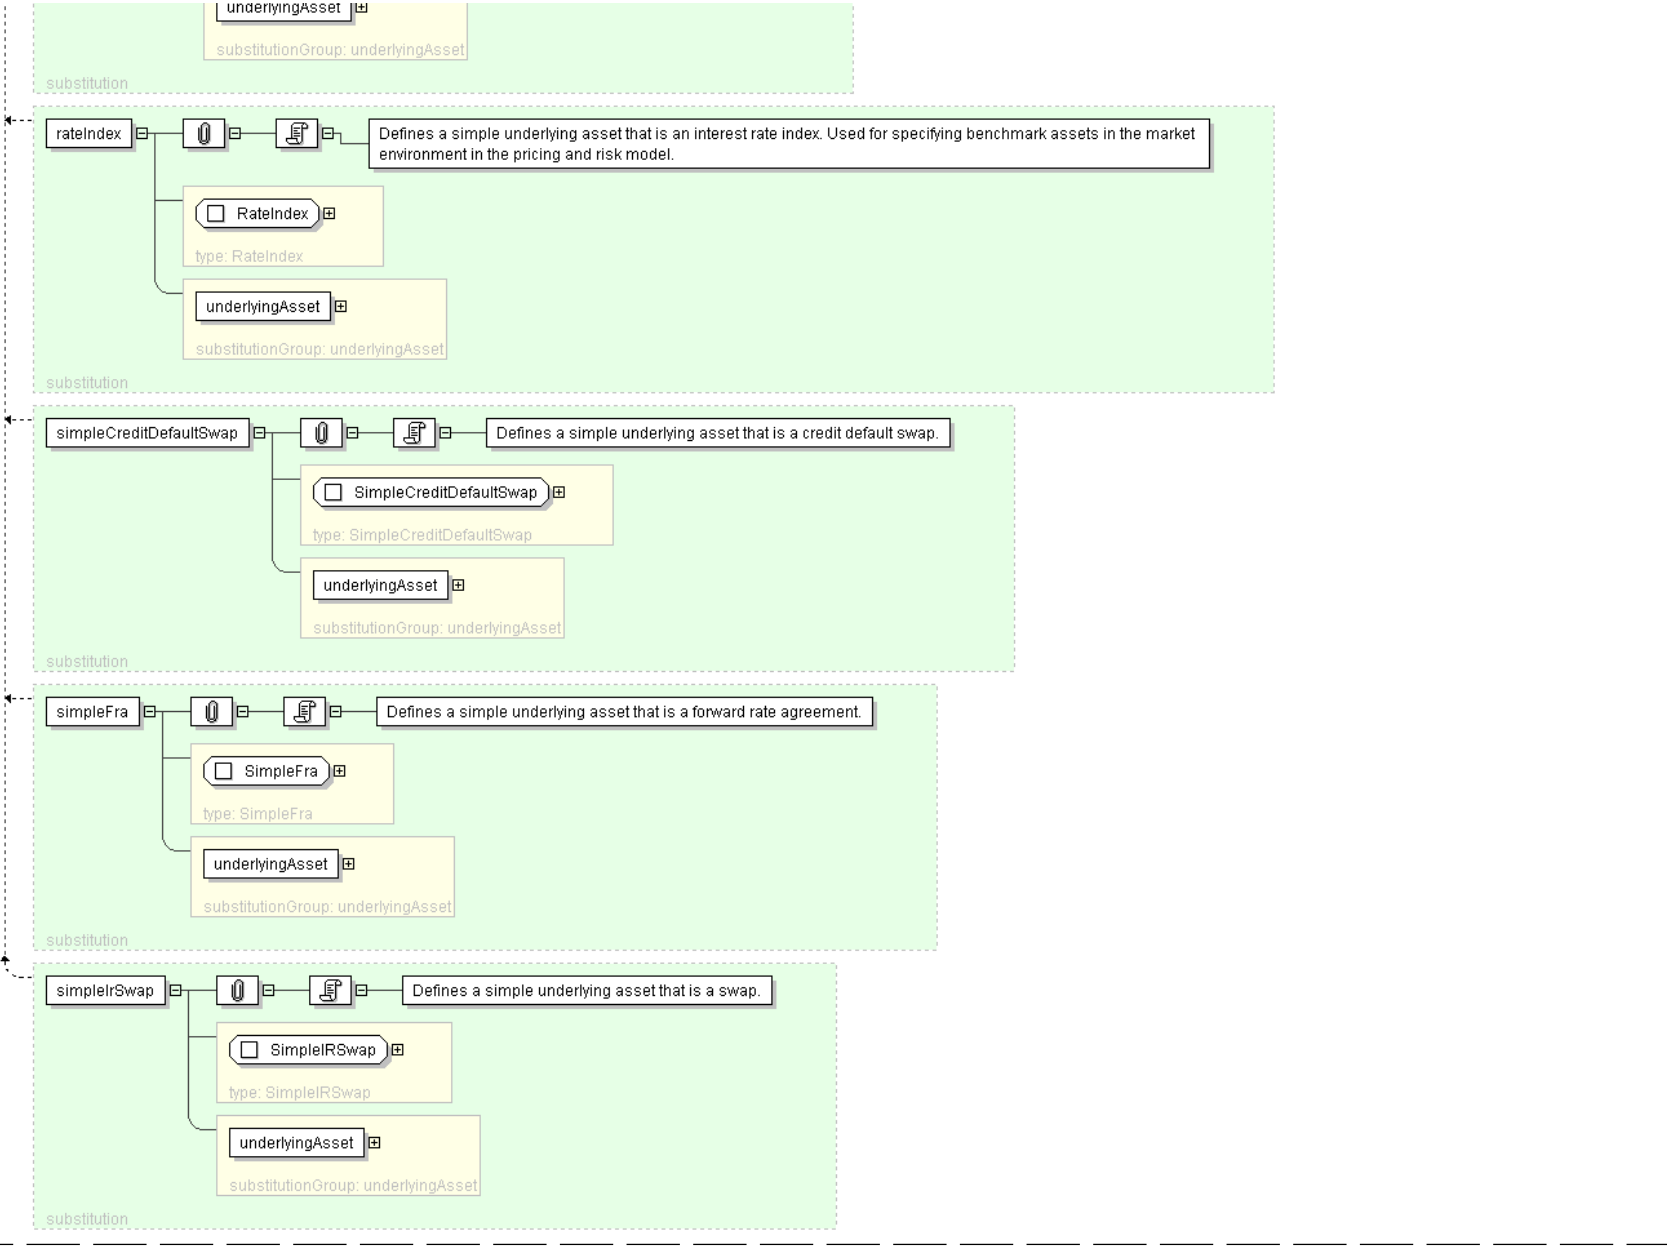 underlyingAsset
substitutionGroup: underlyingAsset
substitution
rateIndex
Defines a simple underlying asset that is an interest rate index. Used for specifying benchmark assets in the market
environment in the pricing and risk model.
RateIndex
type: RateIndex
underlyingAsset
substitutionGroup: underlyingAsset
substitution
simpleCreditDefaultSwap
Defines a simple underlying asset that is a credit default swap.
SimpleCreditDefaultSwap
type: SimpleCreditDefaultSwap
underlyingAsset
substitutionGroup: underlyingAsset
substitution
simpleFra
Defines a simple underlying asset that is a forward rate agreement.
SimpleFra
type: SimpleFra
underlyingAsset
substitutionGroup: underlyingAsset
substitution
simpleIrSwap
Defines a simple underlying asset that is a swap.
SimpleIRSwap
type: SimpleIRSwap
underlyingAsset
substitutionGroup: underlyingAsset
substitution